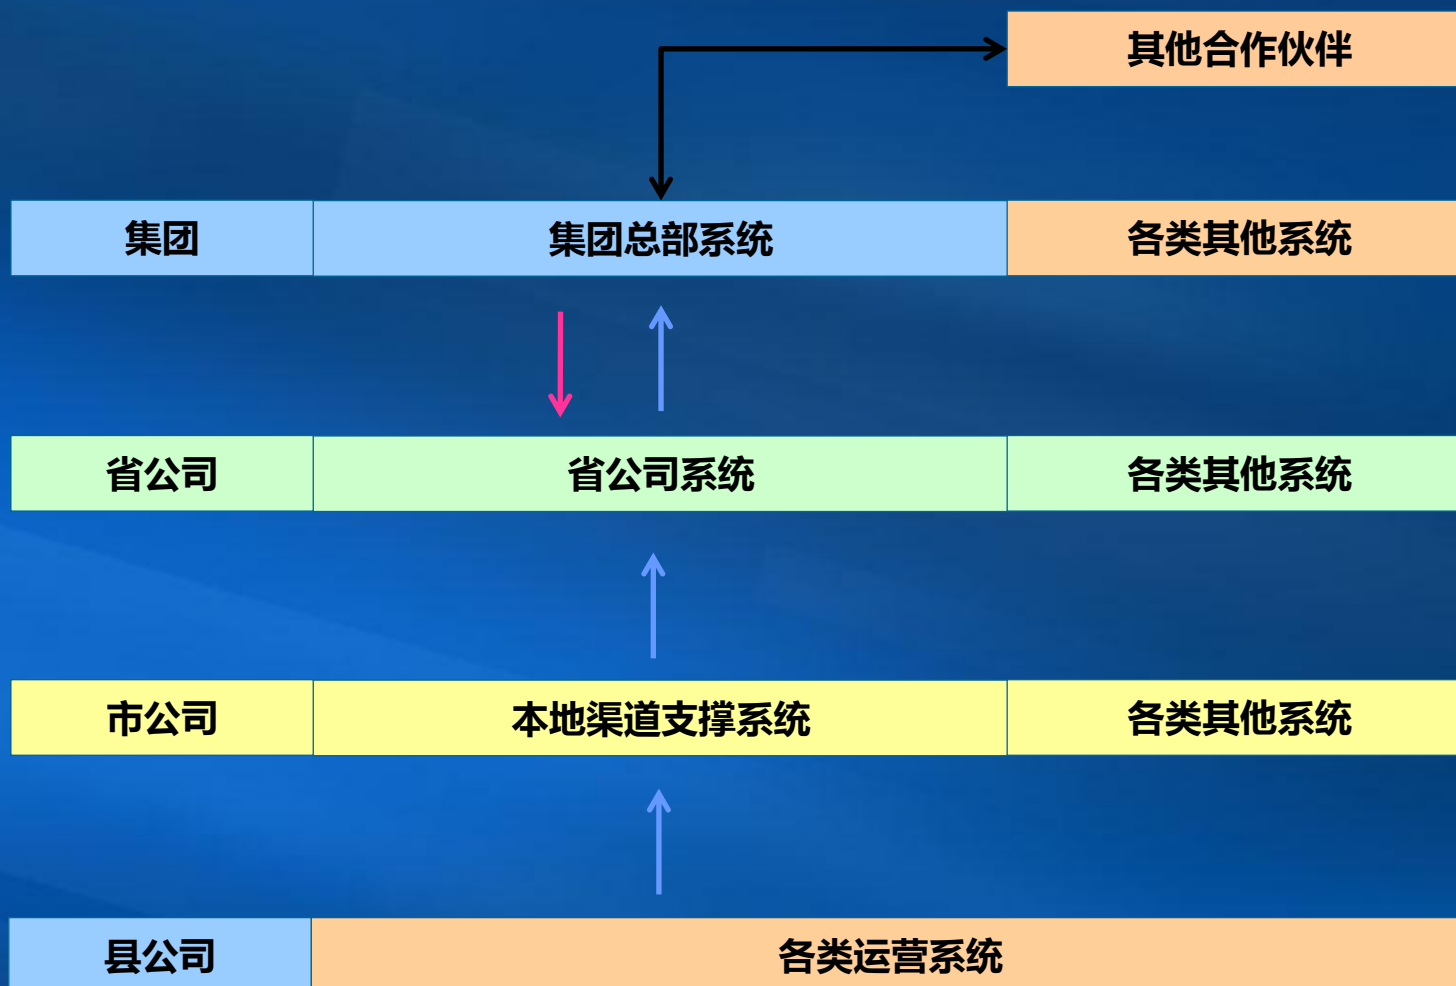 其他合作伙伴
集团 集团总部系统 各类其他系统
省公司 省公司系统 各类其他系统
市公司 本地渠道支撑系统 各类其他系统
县公司 各类运营系统